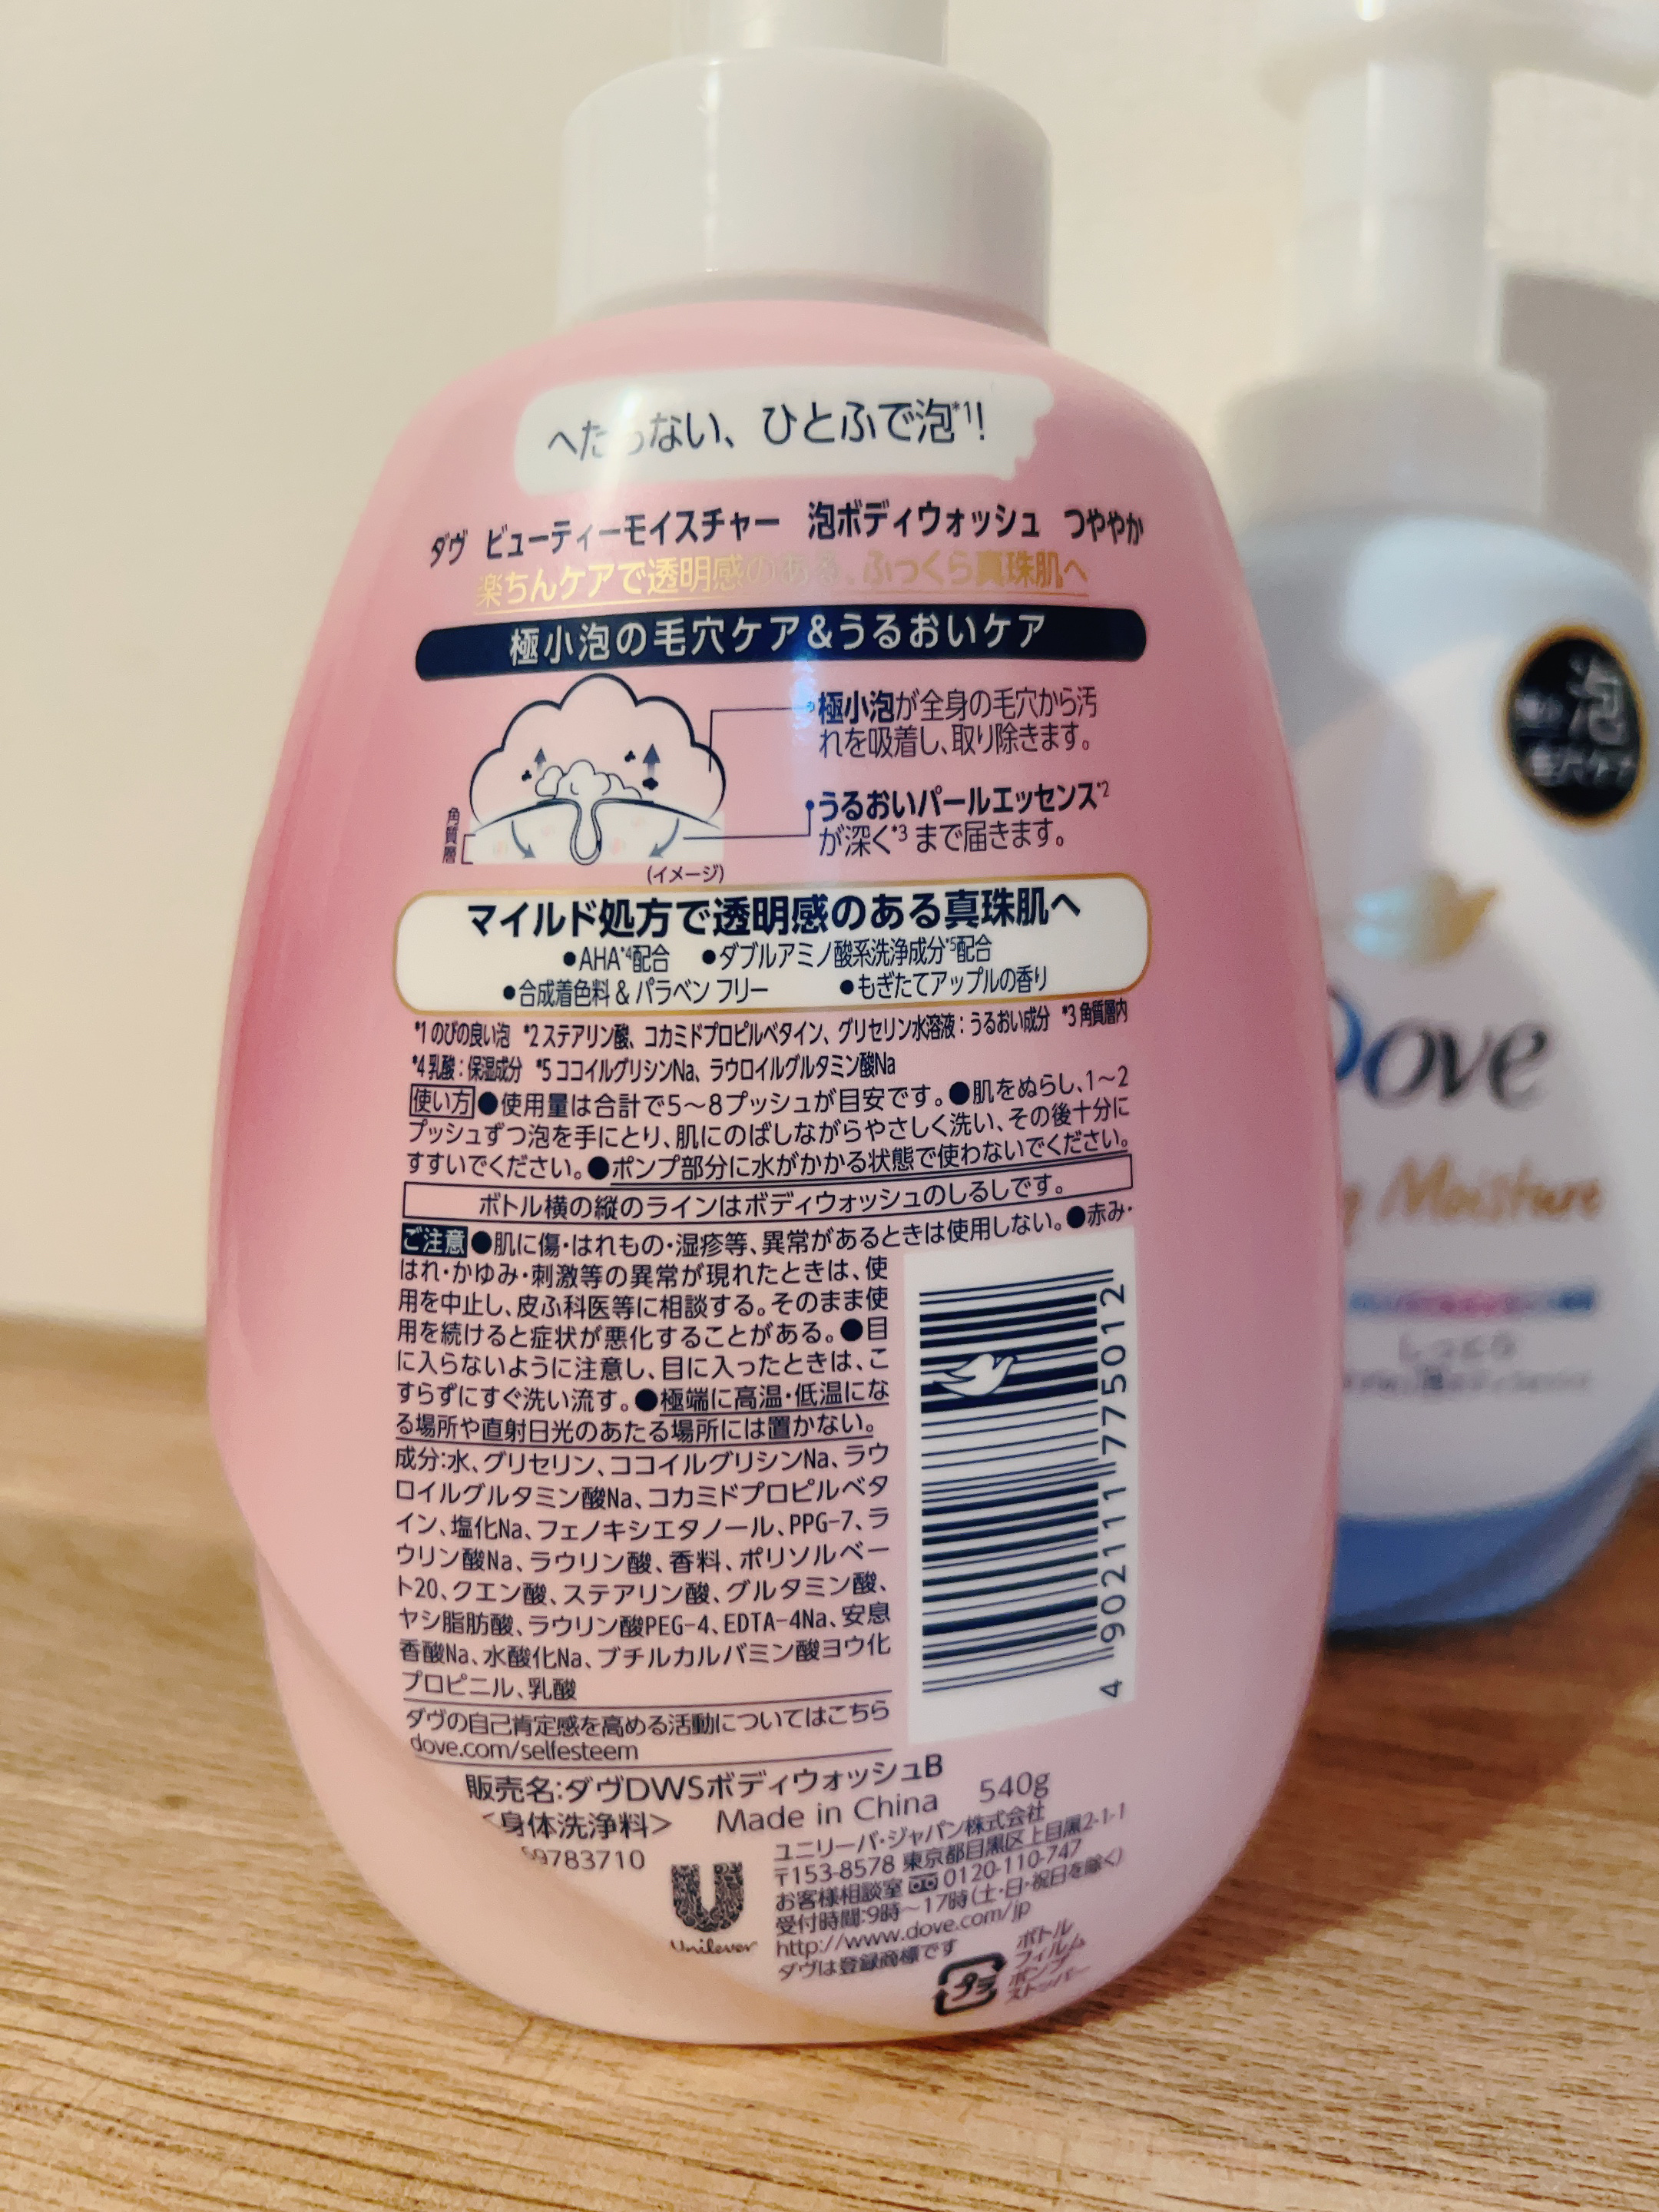 へた ない、ひとふで泡*1!
ダヴ ビューティーモイスチャー 泡ボディウォッシュ つややか
楽ちんケアで透明感のある、ふっくら真珠肌へ
極小泡の毛穴ケア&うるおいケア
極小泡が全身の毛穴から汚
れを吸着し、取り除きます。
うるおいパールエッセンス*2
が深く*3まで届きます。
角質層
(イメージ)
マイルド処方で透明感のある真珠肌へ
●AHA*4配合 ●ダブルアミノ酸系洗浄成分*5配合
●合成着色料 & パラベン フリー ●もぎたてアップルの香り
*1 のびの良い泡 *2 ステアリン酸、コカミドプロピルベタイン、グリセリン水溶液:うるおい成分 *3 角質層内
*4 乳酸:保湿成分 *5 ココイルグリシンNa、ラウロイルグルタミン酸Na
使い方●使用量は合計で5〜8プッシュが目安です。●肌をぬらし、1〜2
プッシュずつ泡を手にとり、肌にのばしながらやさしく洗い、その後十分に
すすいでください。●ポンプ部分に水がかかる状態で使わないでください。
ボトル横の縦のラインはボディウォッシュのしるしです。
ご注意●肌に傷・はれもの・湿疹等、異常があるときは使用しない。●赤み・
はれ・かゆみ・刺激等の異常が現れたときは、使
用を中止し、皮ふ科医等に相談する。そのまま使
用を続けると症状が悪化することがある。●目
に入らないように注意し、目に入ったときは、こ
すらずにすぐ洗い流す。●極端に高温・低温にな
る場所や直射日光のあたる場所には置かない。
成分:水、グリセリン、ココイルグリシンNa、ラウ
ロイルグルタミン酸Na、コカミドプロピルベタ
イン、塩化Na、フェノキシエタノール、PPG-7、ラ
ウリン酸Na、ラウリン酸、香料、ポリソルベー
ト20、クエン酸、ステアリン酸、グルタミン酸、
ヤシ脂肪酸、ラウリン酸PEG-4、EDTA-4Na、安息
香酸Na、水酸化Na、ブチルカルバミン酸ヨウ化
プロピニル、乳酸
4 902111 775012
ダヴの自己肯定感を高める活動についてはこちら
dove.com/selfesteem
販売名:ダヴDWSボディウォッシュB
<身体洗浄料> Made in China 540g
9783710
Unilever
ユニリーバ・ジャパン株式会社
〒153-8578 東京都目黒区上目黒2-1-1
お客様相談室 0120-110-747
受付時間:9時〜17時(土・日・祝日を除く)
http://www.dove.com/jp
ダヴは登録商標です
プラ
ボトル
フィルム
ポンプ
ストッパー
泡
毛穴ケア
Dove
Moisture
しっとり